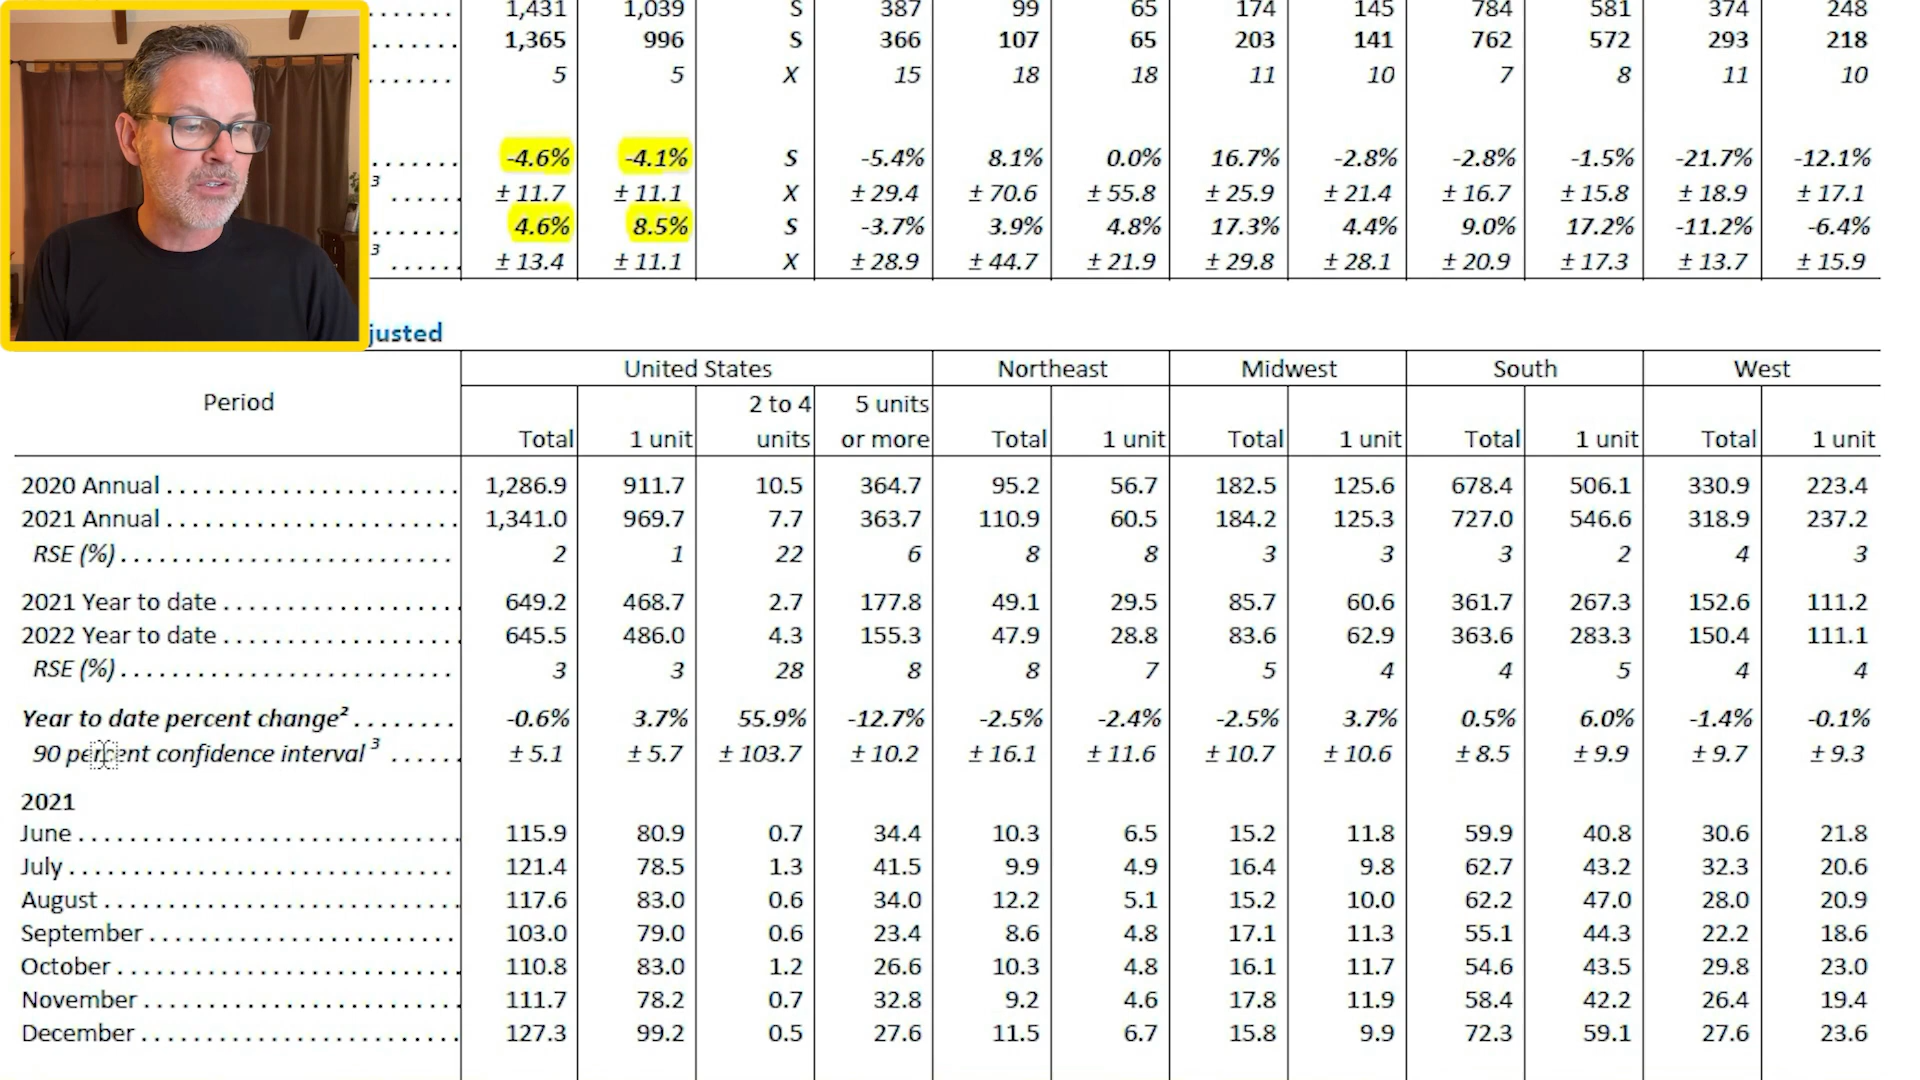 1,431 1,039 S 387 99 65 174 145 784 581 374 248
1,365 996 S 366 107 65 203 141 762 572 293 218
5 5 X 15 18 18 11 10 7 8 11 10
-4.6% -4.1% S -5.4% 8.1% 0.0% 16.7% -2.8% -2.8% -1.5% -21.7% -12.1%
3 ...... ± 11.7 ± 11.1 X ± 29.4 ± 70.6 ± 55.8 ± 25.9 ± 21.4 ± 16.7 ± 15.8 ± 18.9 ± 17.1
4.6% 8.5% S -3.7% 3.9% 4.8% 17.3% 4.4% 9.0% 17.2% -11.2% -6.4%
3 ...... ± 13.4 ± 11.1 X ± 28.9 ± 44.7 ± 21.9 ± 29.8 ± 28.1 ± 20.9 ± 17.3 ± 13.7 ± 15.9
justed
Period United States Northeast Midwest South West
Total 1 unit 2 to 4 units 5 units or more Total 1 unit Total 1 unit Total 1 unit Total 1 unit
2020 Annual 1,286.9 911.7 10.5 364.7 95.2 56.7 182.5 125.6 678.4 506.1 330.9 223.4
2021 Annual 1,341.0 969.7 7.7 363.7 110.9 60.5 184.2 125.3 727.0 546.6 318.9 237.2
RSE (%) 2 1 22 6 8 8 3 3 3 2 4 3
2021 Year to date 649.2 468.7 2.7 177.8 49.1 29.5 85.7 60.6 361.7 267.3 152.6 111.2
2022 Year to date 645.5 486.0 4.3 155.3 47.9 28.8 83.6 62.9 363.6 283.3 150.4 111.1
RSE (%) 3 3 28 8 8 7 5 4 4 5 4 4
Year to date percent change² -0.6% 3.7% 55.9% -12.7% -2.5% -2.4% -2.5% 3.7% 0.5% 6.0% -1.4% -0.1%
90 percent confidence interval ³ ± 5.1 ± 5.7 ± 103.7 ± 10.2 ± 16.1 ± 11.6 ± 10.7 ± 10.6 ± 8.5 ± 9.9 ± 9.7 ± 9.3
2021
June 115.9 80.9 0.7 34.4 10.3 6.5 15.2 11.8 59.9 40.8 30.6 21.8
July 121.4 78.5 1.3 41.5 9.9 4.9 16.4 9.8 62.7 43.2 32.3 20.6
August 117.6 83.0 0.6 34.0 12.2 5.1 15.2 10.0 62.2 47.0 28.0 20.9
September 103.0 79.0 0.6 23.4 8.6 4.8 17.1 11.3 55.1 44.3 22.2 18.6
October 110.8 83.0 1.2 26.6 10.3 4.8 16.1 11.7 54.6 43.5 29.8 23.0
November 111.7 78.2 0.7 32.8 9.2 4.6 17.8 11.9 58.4 42.2 26.4 19.4
December 127.3 99.2 0.5 27.6 11.5 6.7 15.8 9.9 72.3 59.1 27.6 23.6